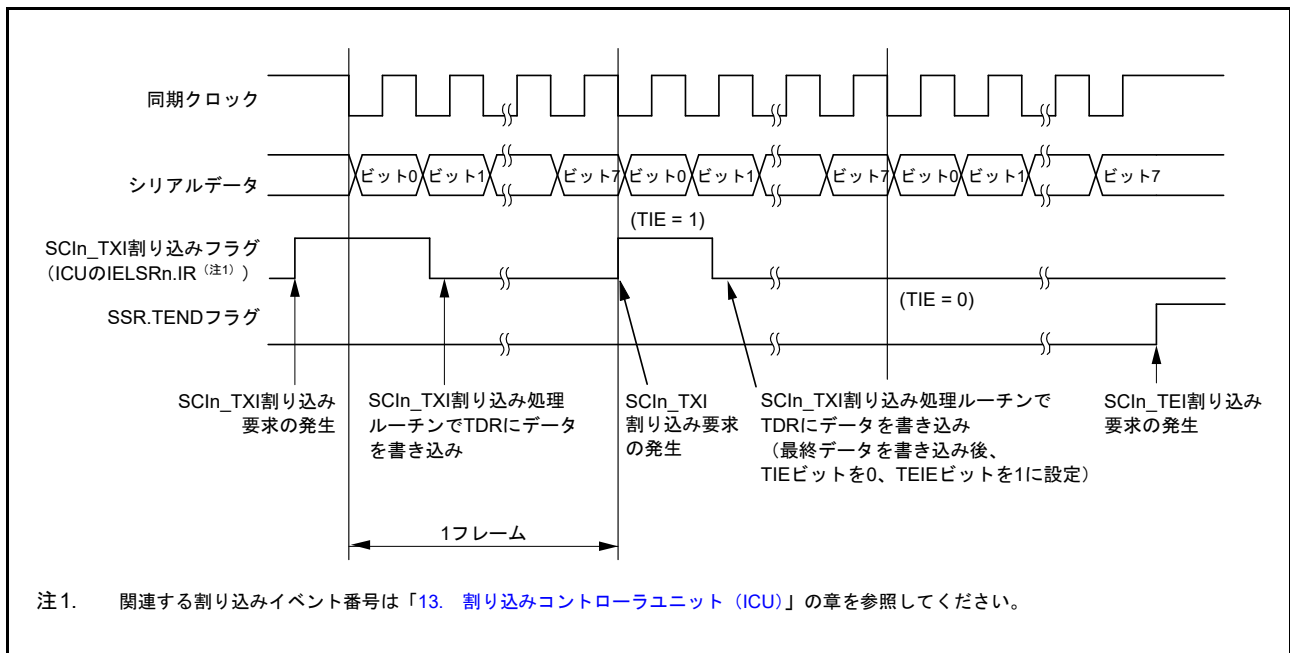 同期クロック
シリアルデータ
ビット0 ビット1 ビット7 ビット0 ビット1 ビット7 ビット0 ビット1 ビット7
(TIE = 1)
SCIn_TXI割り込みフラグ
（ICUのIELSRn.IR（注1））
(TIE = 0)
SSR.TENDフラグ
SCIn_TXI割り込み
要求の発生
SCIn_TXI割り込み処理
ルーチンでTDRにデータ
を書き込み
SCIn_TXI
割り込み要求
の発生
SCIn_TXI割り込み処理ルーチンで
TDRにデータを書き込み
（最終データを書き込み後、
TIEビットを0、TEIEビットを1に設定）
SCIn_TEI割り込み
要求の発生
1フレーム
注1. 関連する割り込みイベント番号は「13. 割り込みコントローラユニット（ICU）」の章を参照してください。